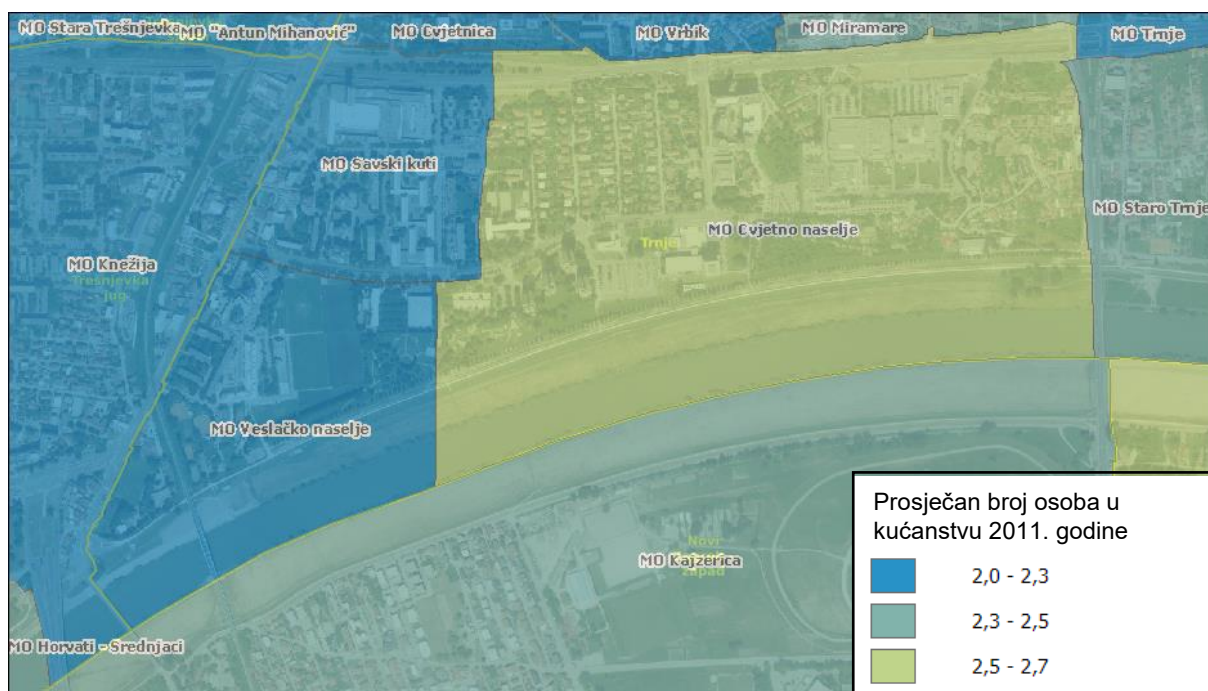 MO Stara Trešnjevka
MO "Antun Mihanović"
MO Cvjetnica
MO Vrbik
MO Miramare
MO Trnje
MO Savski kuti
MO Staro Trnje
MO Cvjetno naselje
Trnje
MO Knežija
Trešnjevka
jug
MO Veslačko naselje
Novi
zapad
MO Kajzerica
MO Horvati - Srednjaci
Prosječan broj osoba u
kućanstvu 2011. godine
2,0 - 2,3
2,3 - 2,5
2,5 - 2,7